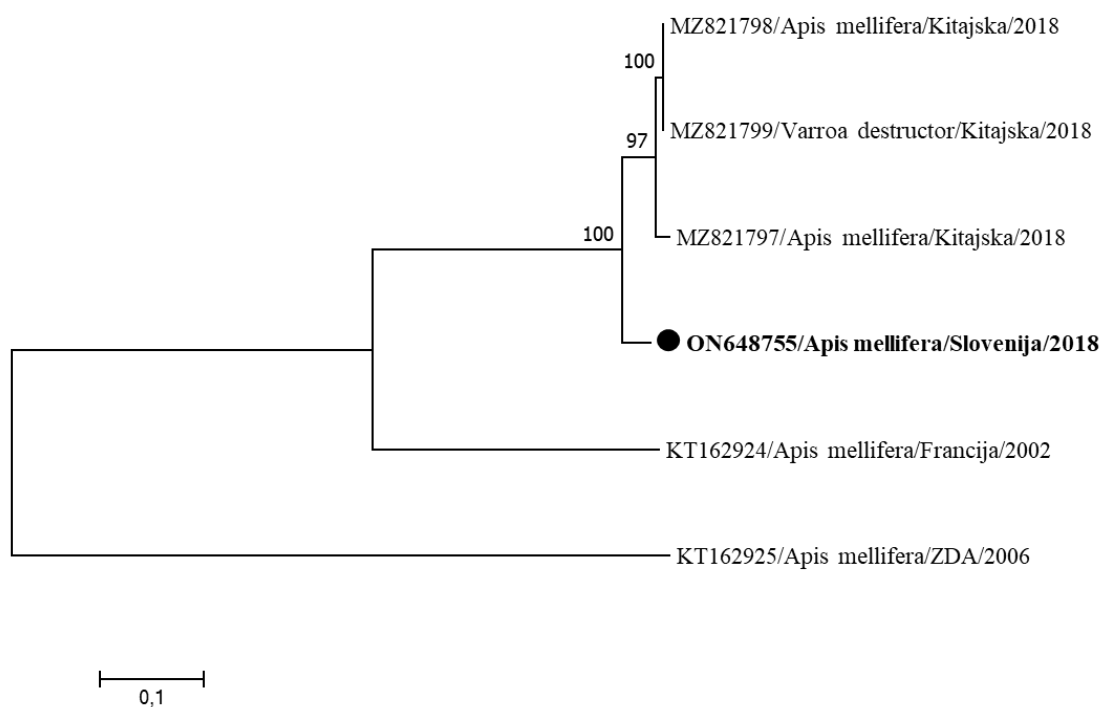 MZ821798/Apis mellifera/Kitajska/2018
100
MZ821799/Varroa destructor/Kitajska/2018
97
MZ821797/Apis mellifera/Kitajska/2018
100
ON648755/Apis mellifera/Slovenija/2018
KT162924/Apis mellifera/Francija/2002
KT162925/Apis mellifera/ZDA/2006
0,1